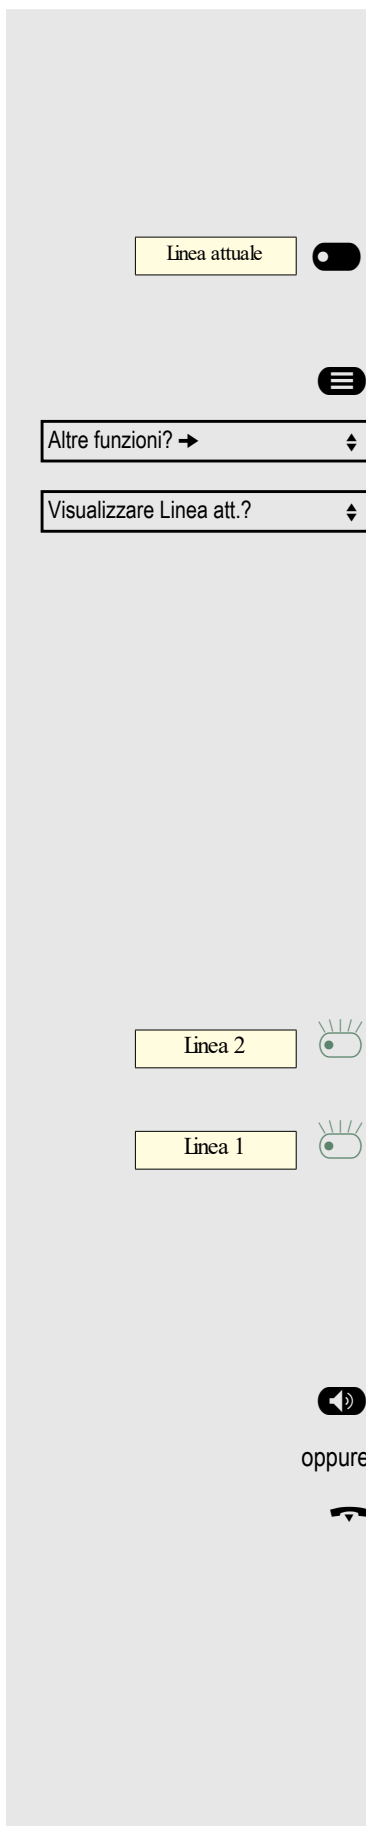 Linea attuale
Altre funzioni? →
Visualizzare Linea att.?
Linea 2
Linea 1
oppure